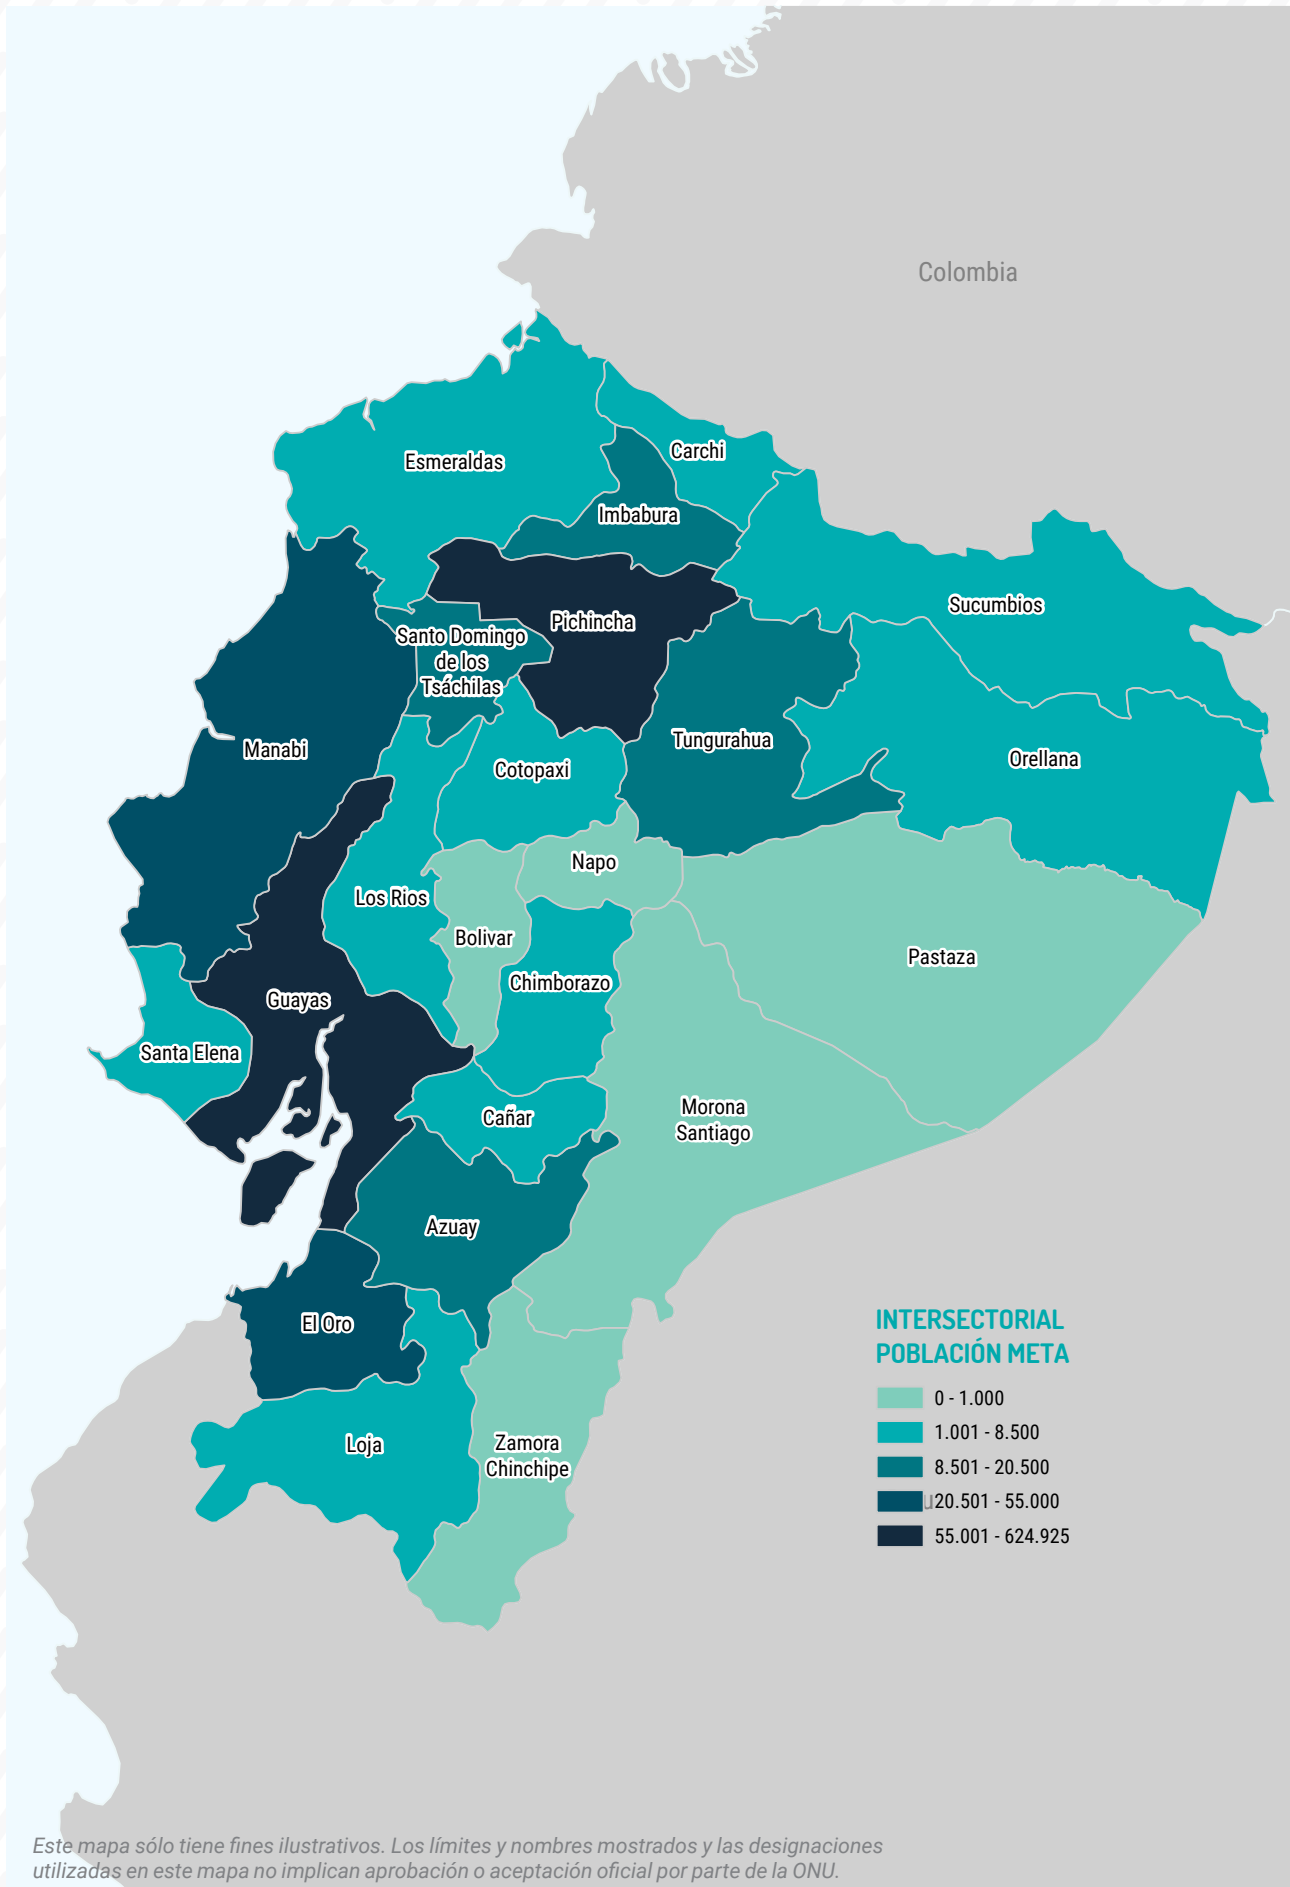 Colombia
Esmeraldas
Carchi
Imbabura
Sucumbios
Pichincha
Santo Domingo
de los
Tsáchilas
Manabi
Tungurahua
Orellana
Cotopaxi
Napo
Los Rios
Bolivar
Pastaza
Chimborazo
Guayas
Santa Elena
Cañar
Morona
Santiago
Azuay
El Oro
Loja
Zamora
Chinchipe
INTERSECTORIAL
POBLACIÓN META
0 - 1.000
1.001 - 8.500
8.501 - 20.500
20.501 - 55.000
55.001 - 624.925
Este mapa sólo tiene fines ilustrativos. Los límites y nombres mostrados y las designaciones
utilizadas en este mapa no implican aprobación o aceptación oficial por parte de la ONU.